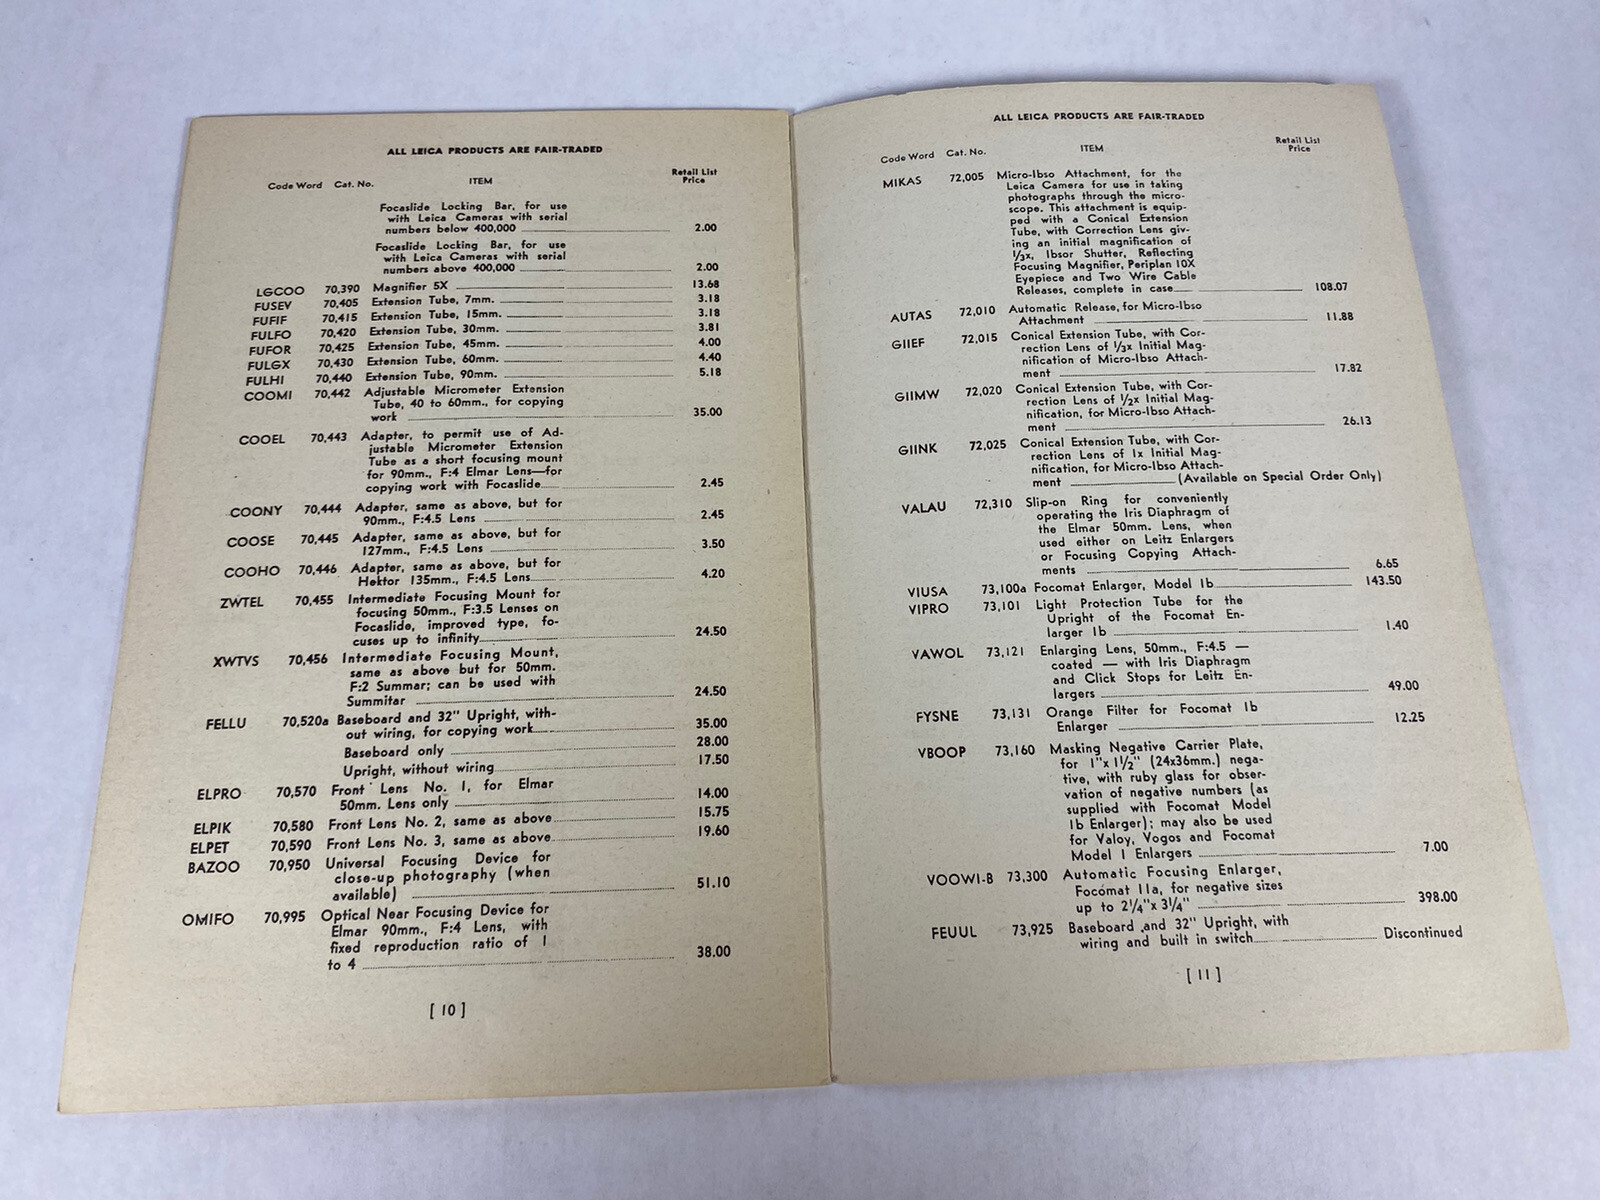 ALL LEICA PRODUCTS ARE FAIR-TRADED
Code Word Cat. No. ITEM Retail List Price
Focaslide Locking Bar, for use
with Leica Cameras with serial
numbers below 400,000 2.00
Focaslide Locking Bar, for use
with Leica Cameras with serial
numbers above 400,000 2.00
LGCOO 70,390 Magnifier 5X 13.68
FUSEV 70,405 Extension Tube, 7mm. 3.18
FUFIF 70,415 Extension Tube, 15mm. 3.18
FULFO 70,420 Extension Tube, 30mm. 3.81
FUFOR 70,425 Extension Tube, 45mm. 4.00
FULGX 70,430 Extension Tube, 60mm. 4.40
FULHI 70,440 Extension Tube, 90mm. 5.18
COOMI 70,442 Adjustable Micrometer Extension
Tube, 40 to 60mm., for copying
work 35.00
COOEL 70,443 Adapter, to permit use of Ad-
justable Micrometer Extension
Tube as a short focusing mount
for 90mm., F:4 Elmar Lens—for
copying work with Focaslide 2.45
COONY 70,444 Adapter, same as above, but for
90mm., F:4.5 Lens 2.45
COOSE 70,445 Adapter, same as above, but for
127mm., F:4.5 Lens 3.50
COOHO 70,446 Adapter, same as above, but for
Hektor 135mm., F:4.5 Lens 4.20
ZWTEL 70,455 Intermediate Focusing Mount for
focusing 50mm., F:3.5 Lenses on
Focaslide, improved type, fo-
cuses up to infinity 24.50
XWTVS 70,456 Intermediate Focusing Mount,
same as above but for 50mm.
F:2 Summar; can be used with
Summitar 24.50
FELLU 70,520a Baseboard and 32" Upright, with-
out wiring, for copying work 35.00
Baseboard only 28.00
Upright, without wiring 17.50
ELPRO 70,570 Front Lens No. 1, for Elmar
50mm. Lens only 14.00
ELPIK 70,580 Front Lens No. 2, same as above 15.75
ELPET 70,590 Front Lens No. 3, same as above 19.60
BAZOO 70,950 Universal Focusing Device for
close-up photography (when
available) 51.10
OMIFO 70,995 Optical Near Focusing Device for
Elmar 90mm., F:4 Lens, with
fixed reproduction ratio of 1
to 4 38.00
[ 10 ]
ALL LEICA PRODUCTS ARE FAIR-TRADED
Code Word Cat. No. ITEM Retail List Price
MIKAS 72,005 Micro-Ibso Attachment, for the
Leica Camera for use in taking
photographs through the micro-
scope. This attachment is equip-
ped with a Conical Extension
Tube, with Correction Lens giv-
ing an initial magnification of
1/3x, Ibsor Shutter, Reflecting
Focusing Magnifier, Periplan 10X
Eyepiece and Two Wire Cable
Releases, complete in case 108.07
AUTAS 72,010 Automatic Release, for Micro-Ibso
Attachment 11.88
GIIEF 72,015 Conical Extension Tube, with Cor-
rection Lens of 1/3x Initial Mag-
nification of Micro-Ibso Attach-
ment 17.82
GIIMW 72,020 Conical Extension Tube, with Cor-
rection Lens of 1/2x Initial Mag-
nification, for Micro-Ibso Attach-
ment 26.13
GIINK 72,025 Conical Extension Tube, with Cor-
rection Lens of 1x Initial Mag-
nification, for Micro-Ibso Attach-
ment (Available on Special Order Only)
VALAU 72,310 Slip-on Ring for conveniently
operating the Iris Diaphragm of
the Elmar 50mm. Lens, when
used either on Leitz Enlargers
or Focusing Copying Attach-
ments 6.65
VIUSA 73,100a Focomat Enlarger, Model 1b 143.50
VIPRO 73,101 Light Protection Tube for the
Upright of the Focomat En-
larger 1b 1.40
VAWOL 73,121 Enlarging Lens, 50mm., F:4.5 —
coated — with Iris Diaphragm
and Click Stops for Leitz En-
largers 49.00
FYSNE 73,131 Orange Filter for Focomat 1b
Enlarger 12.25
VBOOP 73,160 Masking Negative Carrier Plate,
for 1"x 1 1/2" (24x36mm.) nega-
tive, with ruby glass for obser-
vation of negative numbers (as
supplied with Focomat Model
1b Enlarger); may also be used
for Valoy, Vogos and Focomat
Model I Enlargers 7.00
VOOWI-B 73,300 Automatic Focusing Enlarger,
Focomat IIa, for negative sizes
up to 2 1/4"x 3 1/4" 398.00
FEUUL 73,925 Baseboard and 32" Upright, with
wiring and built in switch Discontinued
[ 11 ]